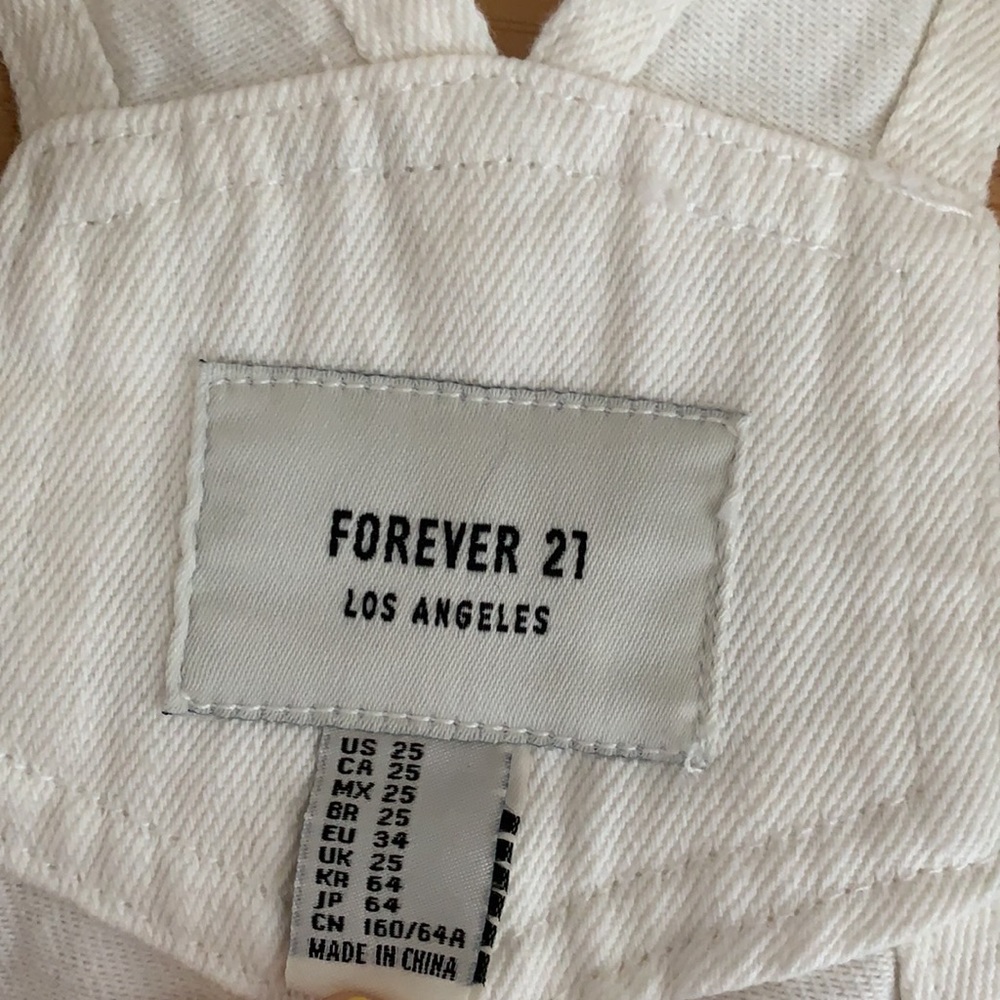 FOREVER 21
LOS ANGELES
US 25
CA 25
MX 25
BR 25
EU 34
UK 25
KR 64
JP 64
CN 160/64A
MADE IN CHINA